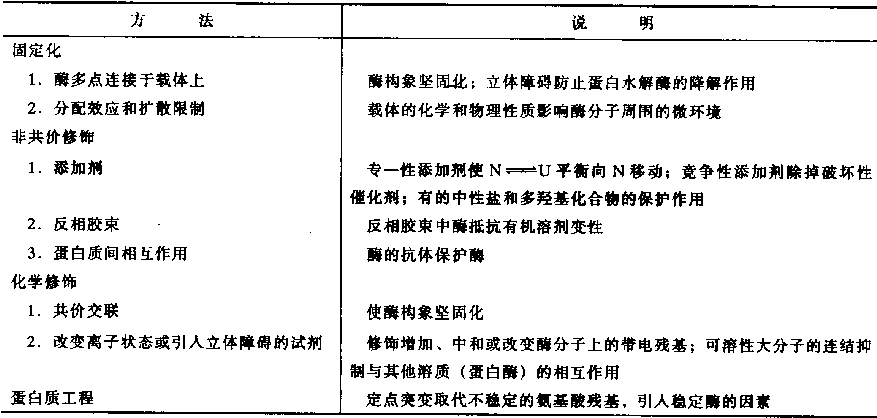 方 法 说 明
固定化
1．酶多点连接于载体上 酶构象坚固化；立体障碍防止蛋白水解酶的降解作用
2．分配效应和扩散限制 载体的化学和物理性质影响酶分子周围的微环境
非共价修饰
1．添加剂 专一性添加剂使 N⇌U 平衡向 N 移动；竞争性添加剂除掉破坏性
催化剂；有的中性盐和多羟基化合物的保护作用
2．反相胶束 反相胶束中酶抵抗有机溶剂变性
3．蛋白质间相互作用 酶的抗体保护酶
化学修饰
1．共价交联 使酶构象坚固化
2．改变离子状态或引人立体障碍的试剂 修饰增加、中和或改变酶分子上的带电残基；可溶性大分子的连结抑
制与其他溶质（蛋白酶）的相互作用
蛋白质工程 定点突变取代不稳定的氨基酸残基，引人稳定酶的因素